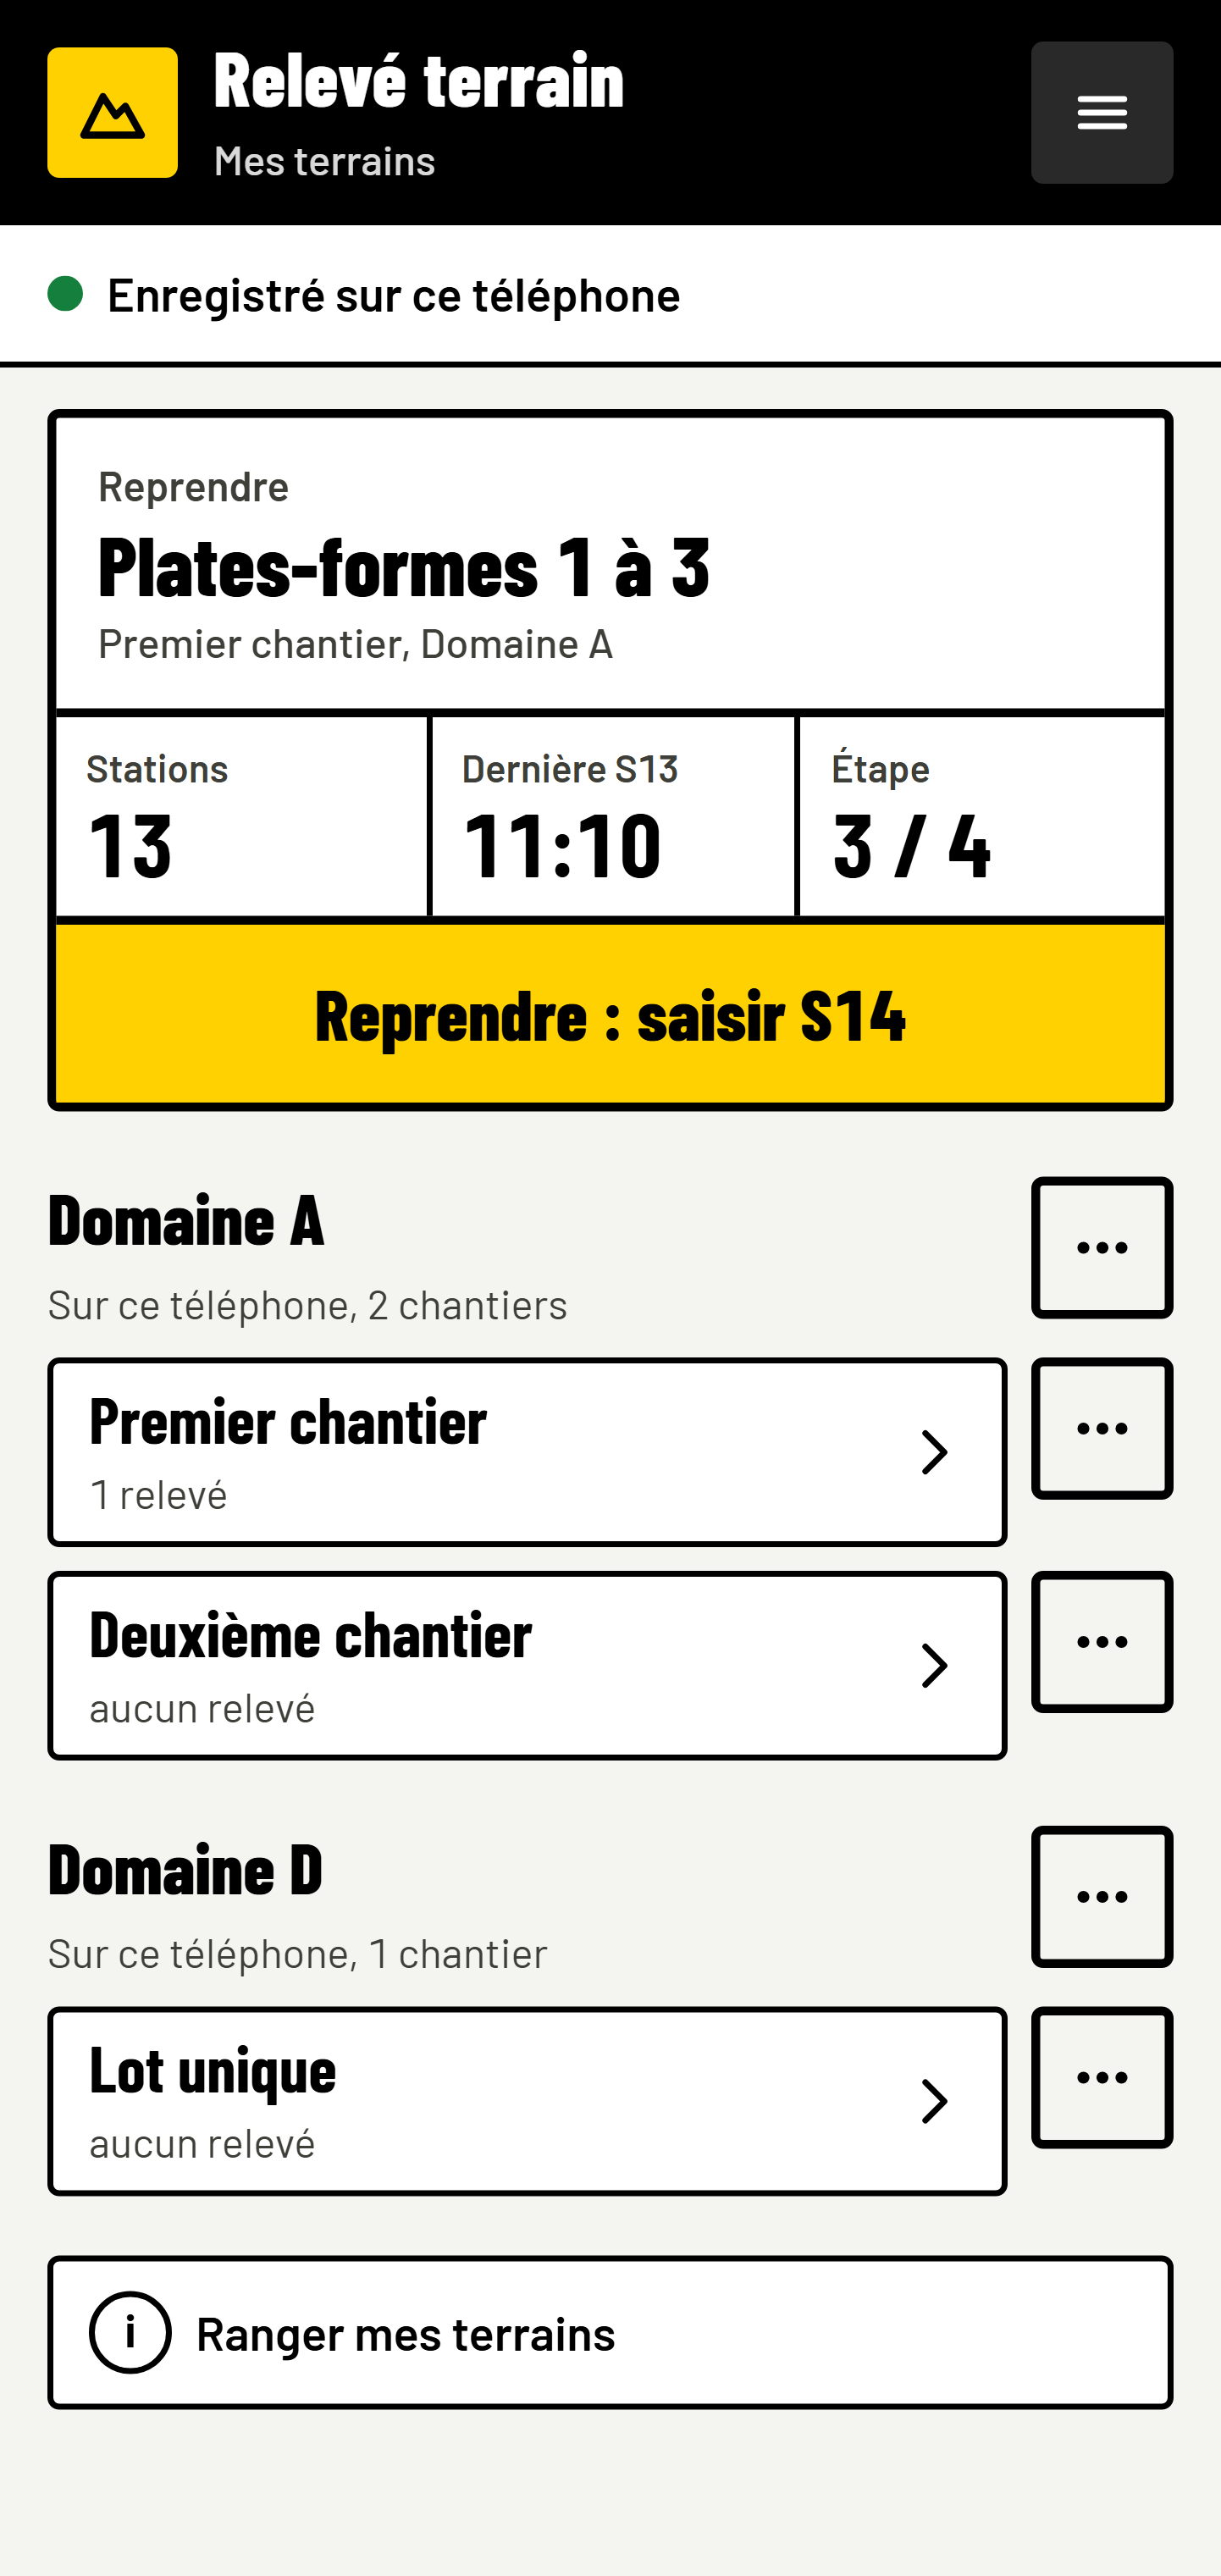 Relevé terrain
Mes terrains
Enregistré sur ce téléphone
Reprendre
Plates-formes 1 à 3
Premier chantier, Domaine A
Stations
13
Dernière S13
11:10
Étape
3 / 4
Reprendre : saisir S14
Domaine A
Sur ce téléphone, 2 chantiers
Premier chantier
1 relevé
Deuxième chantier
aucun relevé
Domaine D
Sur ce téléphone, 1 chantier
Lot unique
aucun relevé
i Ranger mes terrains